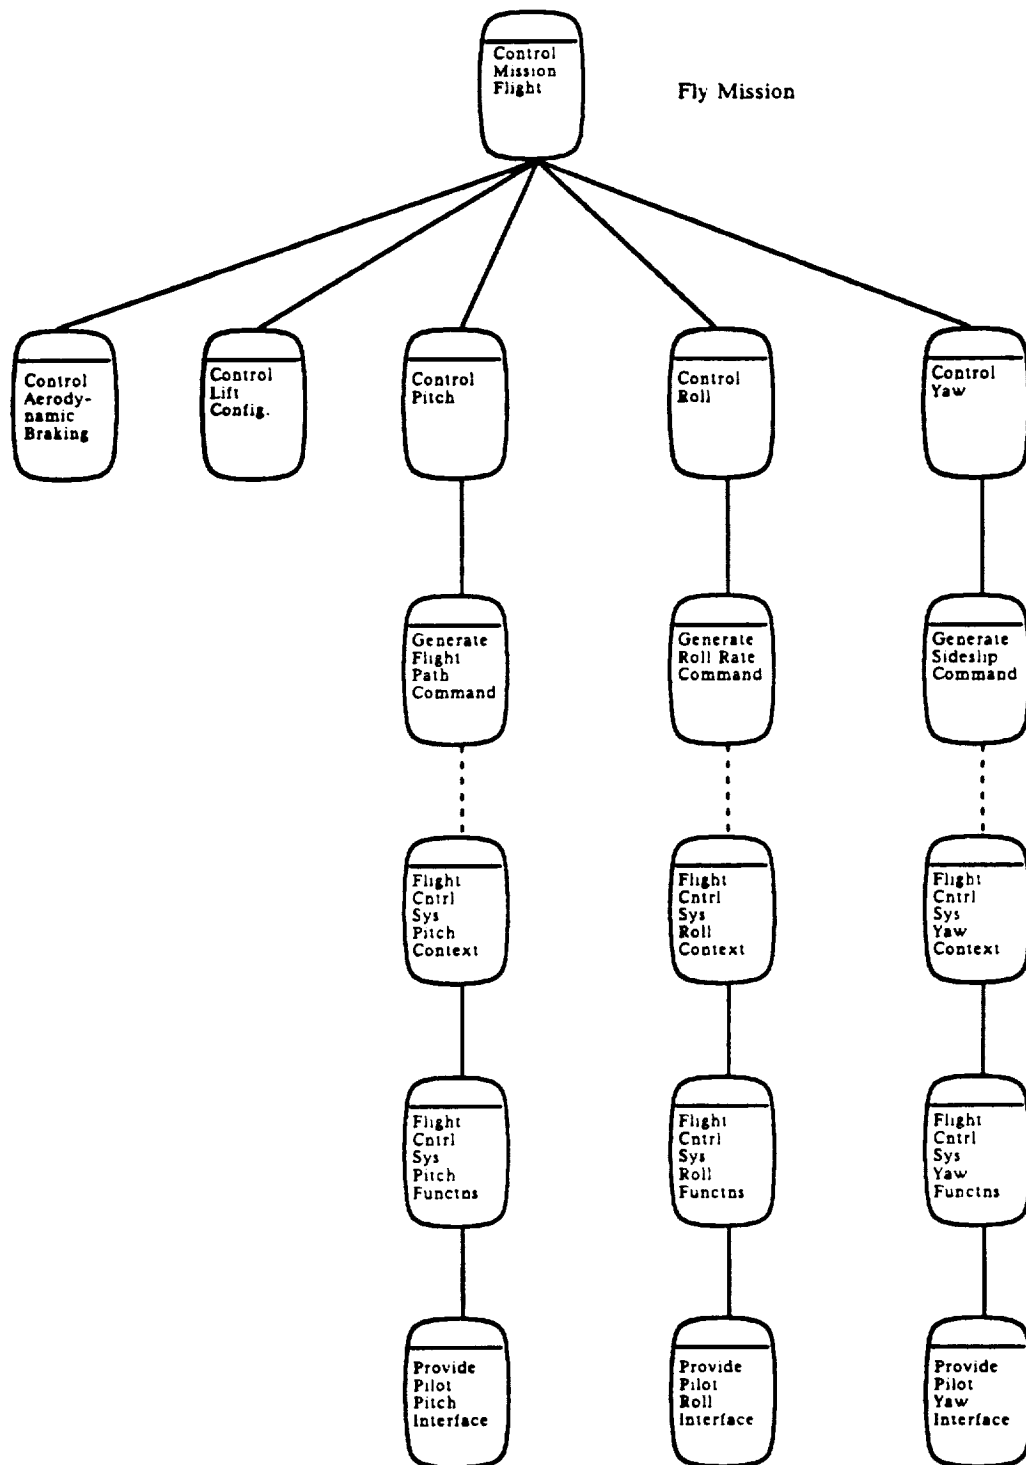 Control
Mission
Flight
Fly Mission
Control
Aerody-
namic
Braking
Control
Lift
Config.
Control
Pitch
Control
Roll
Control
Yaw
Generate
Flight
Path
Command
Generate
Roll Rate
Command
Generate
Sideslip
Command
Flight
Cntrl
Sys
Pitch
Context
Flight
Cntrl
Sys
Roll
Context
Flight
Cntrl
Sys
Yaw
Context
Flight
Cntrl
Sys
Pitch
Functns
Flight
Cntrl
Sys
Roll
Functns
Flight
Cntrl
Sys
Yaw
Functns
Provide
Pilot
Pitch
Interface
Provide
Pilot
Roll
Interface
Provide
Pilot
Yaw
Interface